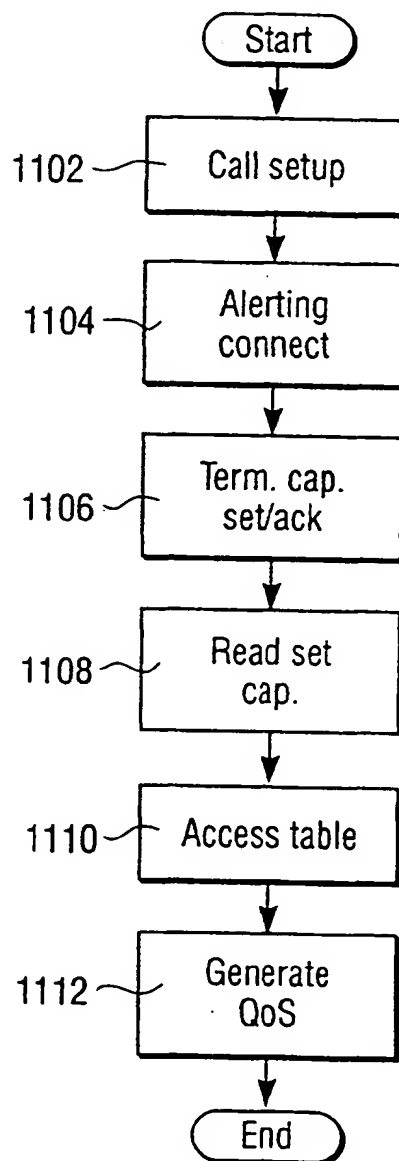 Start
1102
Call setup
1104
Alerting
connect
1106
Term. cap.
set/ack
1108
Read set
cap.
1110
Access table
1112
Generate
QoS
End